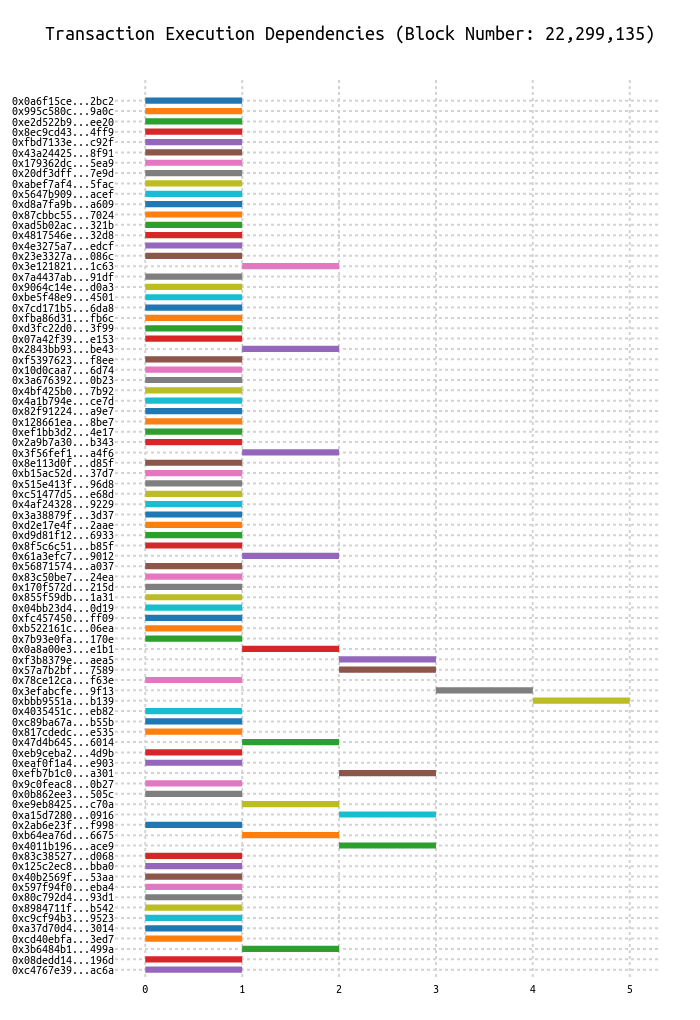 Transaction Execution Dependencies (Block Number: 22,299,135)
0x0a6f15ce...2bc2
0x995c580c...9a0c
0xe2d522b9...ee20
0x8ec9cd43...4ff9
0xfbd7133e...c92f
0x43a24425...8f91
0x179362dc...5ea9
0x20df3dff...7e9d
0xabef7af4...5fac
0x5647b909...acef
0xd8a7fa9b...a609
0x87cbbc55...7024
0xad5b02ac...321b
0x4817546e...32d8
0x4e3275a7...edcf
0x23e3327a...086c
0x3e121821...1c63
0x7a4437ab...91df
0x9064c14e...d0a3
0xbe5f48e9...4501
0x7cd171b5...6da8
0xfba86d31...fb6c
0xd3fc22d0...3f99
0x07a42f39...e153
0x2843bb93...be43
0xf5397623...f8ee
0x10d0caa7...6d74
0x3a676392...0b23
0x4bf425b0...7b92
0x4a1b794e...ce7d
0x82f91224...a9e7
0x128661ea...8be7
0xef1bb3d2...4e17
0x2a9b7a30...b343
0x3f56fef1...a4f6
0x8e113d0f...d85f
0xb15ac52d...37d7
0x515e413f...96d8
0xc51477d5...e68d
0x4af24328...9229
0x3a38879f...3d37
0xd2e17e4f...2aae
0xd9d81f12...6933
0x8f5c6c51...b85f
0x61a3efc7...9012
0x56871574...a037
0x83c50be7...24ea
0x170f572d...215d
0x855f59db...1a31
0x04bb23d4...0d19
0xfc457450...ff09
0xb522161c...06ea
0x7b93e0fa...170e
0x0a8a00e3...e1b1
0xf3b8379e...aea5
0x57a7b2bf...7589
0x78ce12ca...f63e
0x3efabcfe...9f13
0xbbb9551a...b139
0x4035451c...eb82
0xc89ba67a...b55b
0x817cdedc...e535
0x47d4b645...6014
0xeb9ceba2...4d9b
0xeaf0f1a4...e903
0xefb7b1c0...a301
0x9c0feac8...0b27
0x0b862ee3...505c
0xe9eb8425...c70a
0xa15d7280...0916
0x2ab6e23f...f998
0xb64ea76d...6675
0x4011b196...ace9
0x83c38527...d068
0x125c2ec8...bba0
0x40b2569f...53aa
0x597f94f0...eba4
0x80c792d4...93d1
0x8984711f...b542
0xc9cf94b3...9523
0xa37d70d4...3014
0xcd40ebfa...3ed7
0x3b6484b1...499a
0x08dedd14...196d
0xc4767e39...ac6a
0 1 2 3 4 5